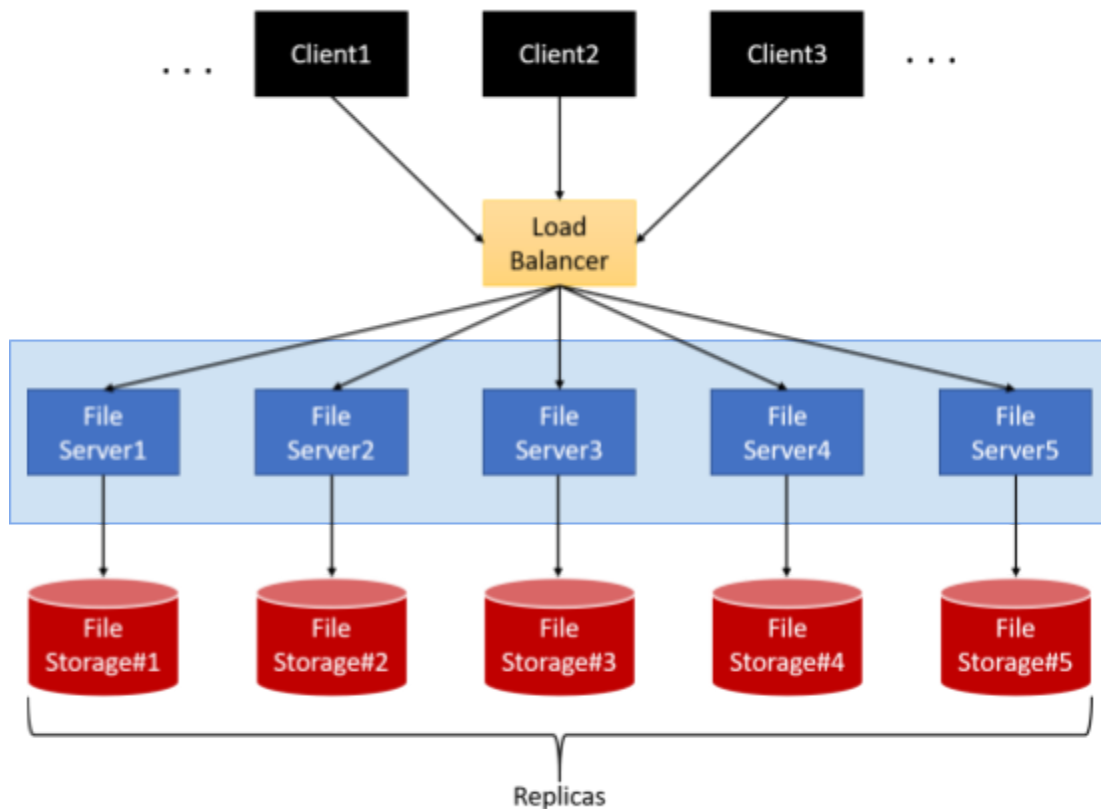 . . .
Client1
Client2
Client3
. . .
Load
Balancer
File
Server1
File
Server2
File
Server3
File
Server4
File
Server5
File
Storage#1
File
Storage#2
File
Storage#3
File
Storage#4
File
Storage#5
Replicas